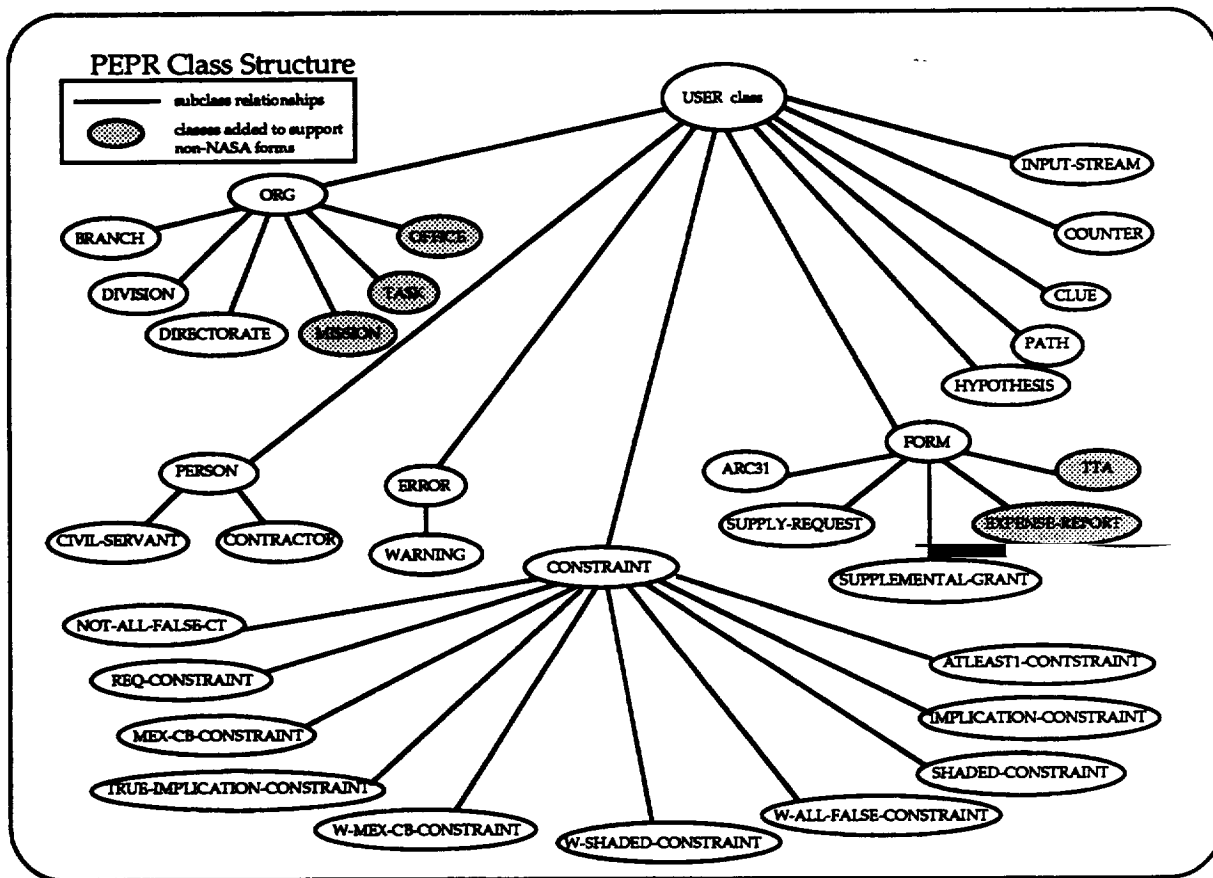 PEPR Class Structure
subclass relationships
classes added to support
non-NASA forms
USER class
INPUT-STREAM
ORG
BRANCH
OFFICE
COUNTER
DIVISION
TASK
CLUE
DIRECTORATE
MISSION
PATH
HYPOTHESIS
FORM
PERSON
ERROR
ARC31
TTA
CIVIL-SERVANT
CONTRACTOR
WARNING
SUPPLY-REQUEST
EXPENSE-REPORT
CONSTRAINT
SUPPLEMENTAL-GRANT
NOT-ALL-FALSE-CT
ATLEAST1-CONTSTRAINT
REQ-CONSTRAINT
IMPLICATION-CONSTRAINT
MEX-CB-CONSTRAINT
SHADED-CONSTRAINT
TRUE-IMPLICATION-CONSTRAINT
W-ALL-FALSE-CONSTRAINT
W-MEX-CB-CONSTRAINT
W-SHADED-CONSTRAINT